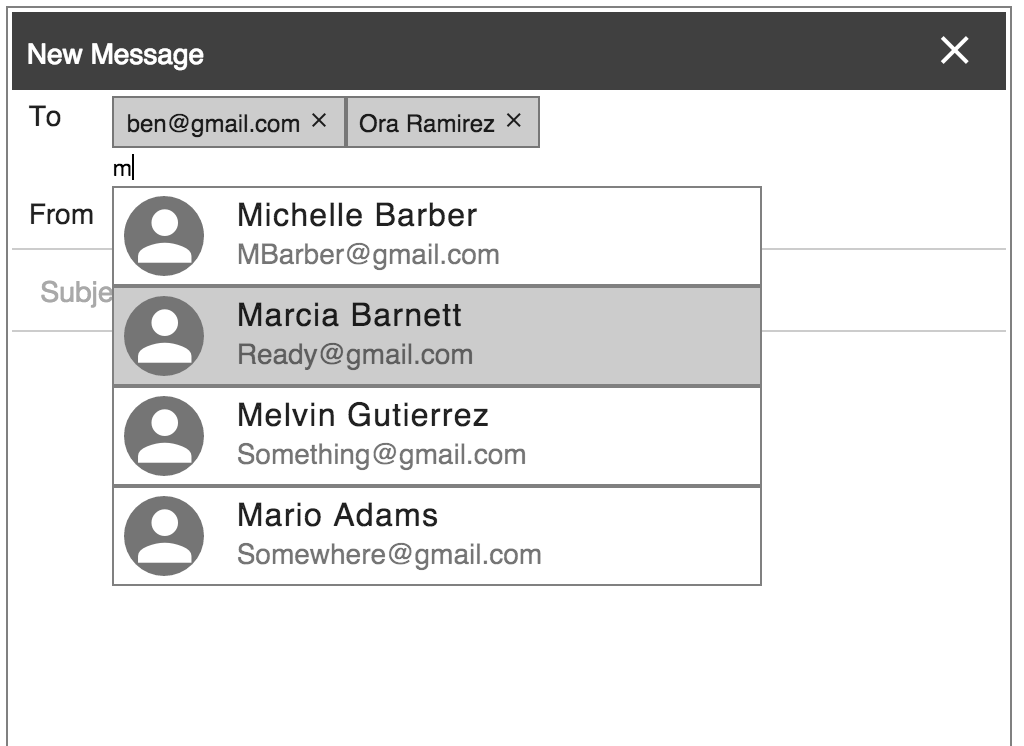 New Message
To
ben@gmail.com × Ora Ramirez ×
m
From
Michelle Barber
MBarber@gmail.com
Subje
Marcia Barnett
Ready@gmail.com
Melvin Gutierrez
Something@gmail.com
Mario Adams
Somewhere@gmail.com